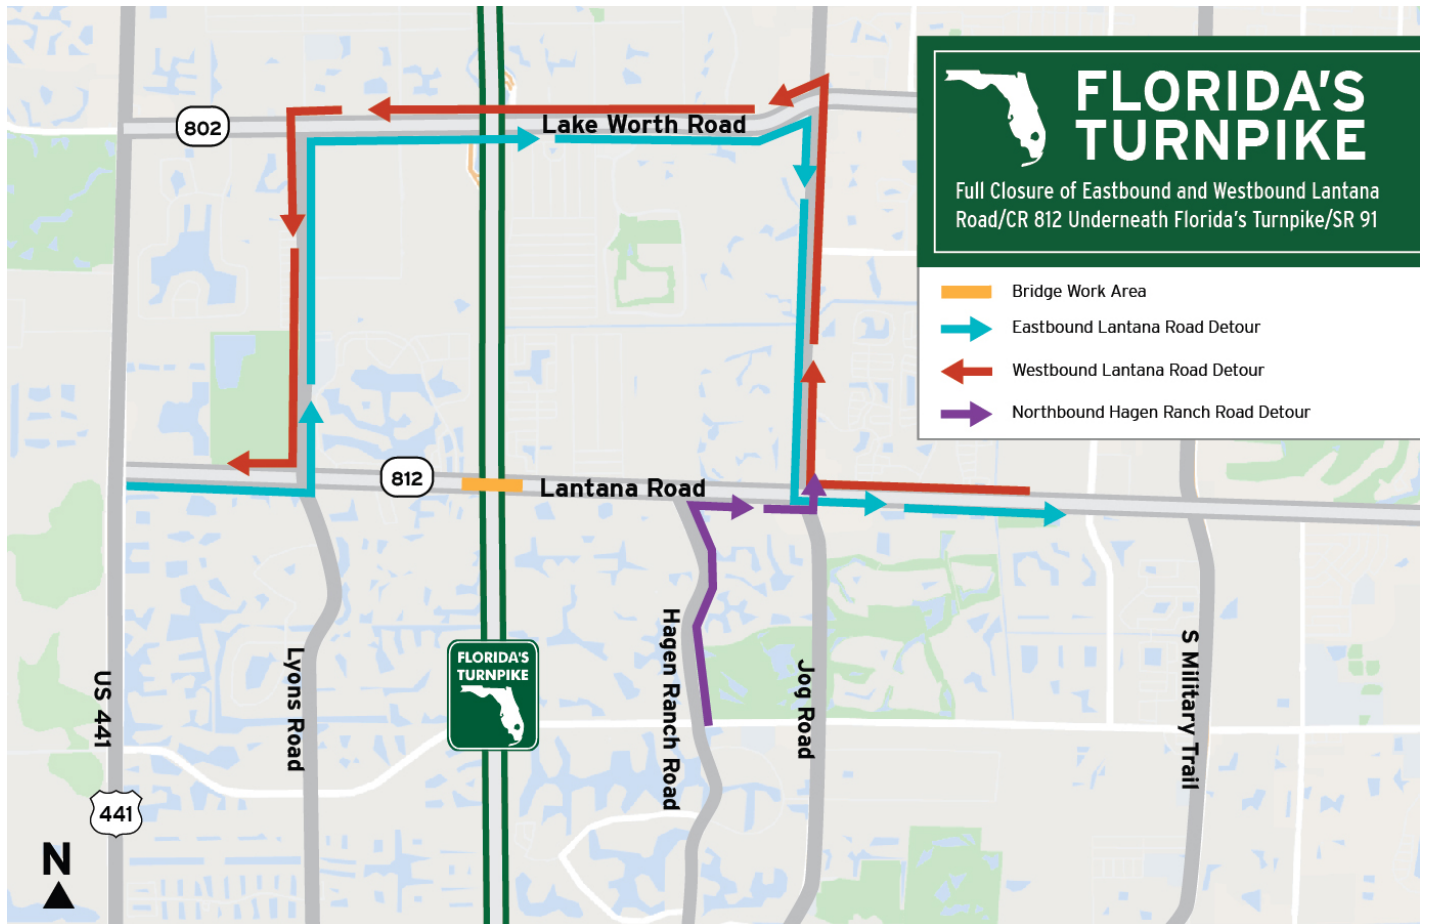 FLORIDA'S
TURNPIKE
Full Closure of Eastbound and Westbound Lantana
Road/CR 812 Underneath Florida's Turnpike/SR 91
Bridge Work Area
Eastbound Lantana Road Detour
Westbound Lantana Road Detour
Northbound Hagen Ranch Road Detour
802
Lake Worth Road
812
Lantana Road
FLORIDA'S
TURNPIKE
US 441
Lyons Road
Hagen Ranch Road
Jog Road
S Military Trail
441
N